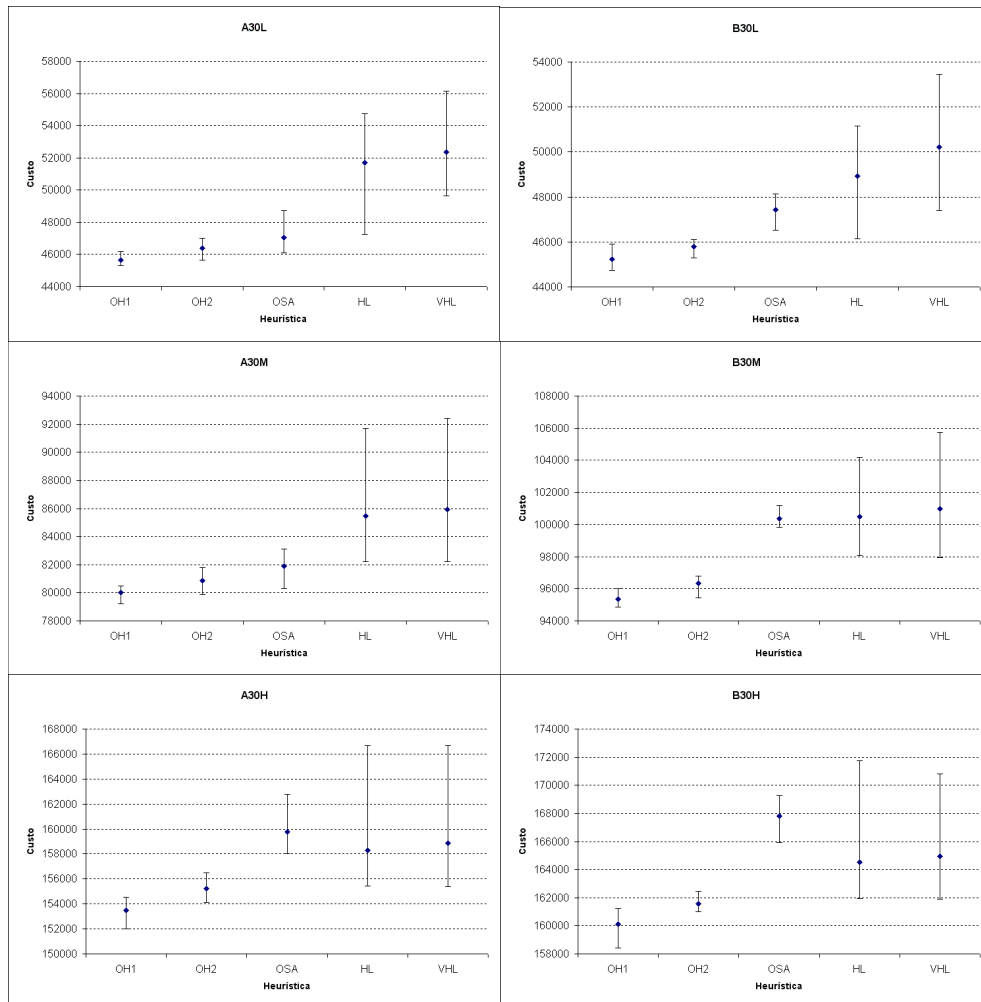 A30L
58000
56000
54000
52000
50000
48000
46000
44000
Custo
OH1 OH2 OSA HL VHL
Heurística
B30L
54000
52000
50000
48000
46000
44000
Custo
OH1 OH2 OSA HL VHL
Heurística
A30M
94000
92000
90000
88000
86000
84000
82000
80000
78000
Custo
OH1 OH2 OSA HL VHL
Heurística
B30M
108000
106000
104000
102000
100000
98000
96000
94000
Custo
OH1 OH2 OSA HL VHL
Heurística
A30H
168000
166000
164000
162000
160000
158000
156000
154000
152000
150000
Custo
OH1 OH2 OSA HL VHL
Heurística
B30H
174000
172000
170000
168000
166000
164000
162000
160000
158000
Custo
OH1 OH2 OSA HL VHL
Heurística